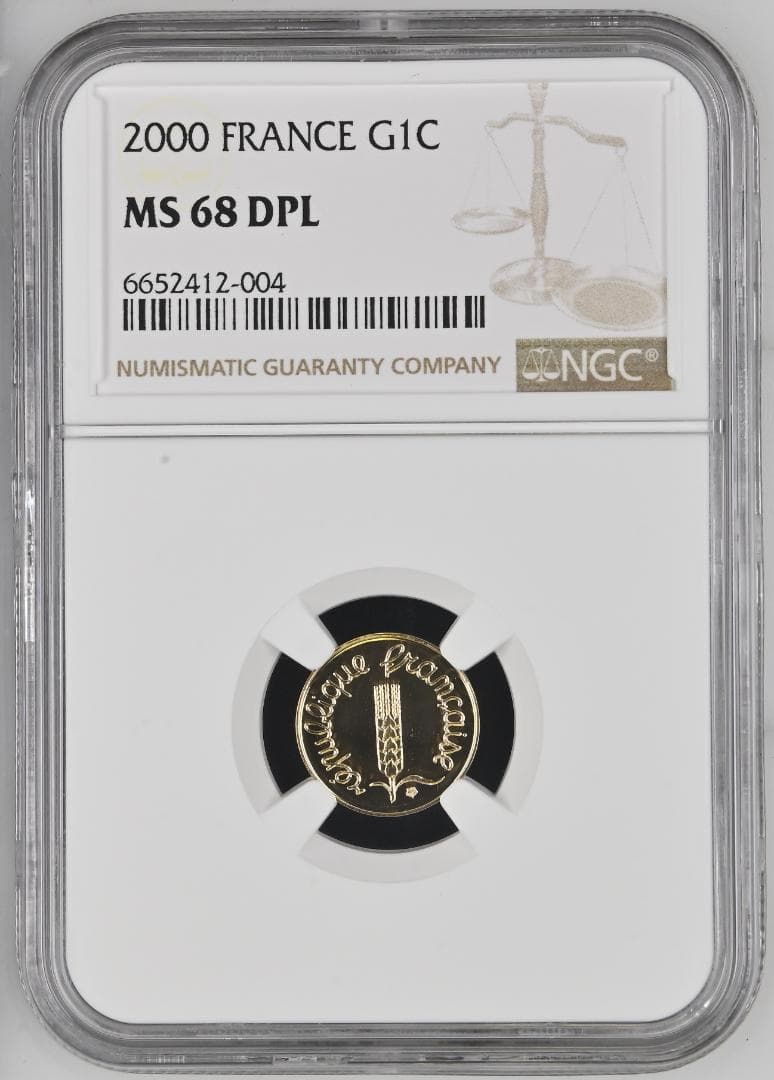 2000 FRANCE G1C
MS 68 DPL
6652412-004
NUMISMATIC GUARANTY COMPANY
NGC®
république française